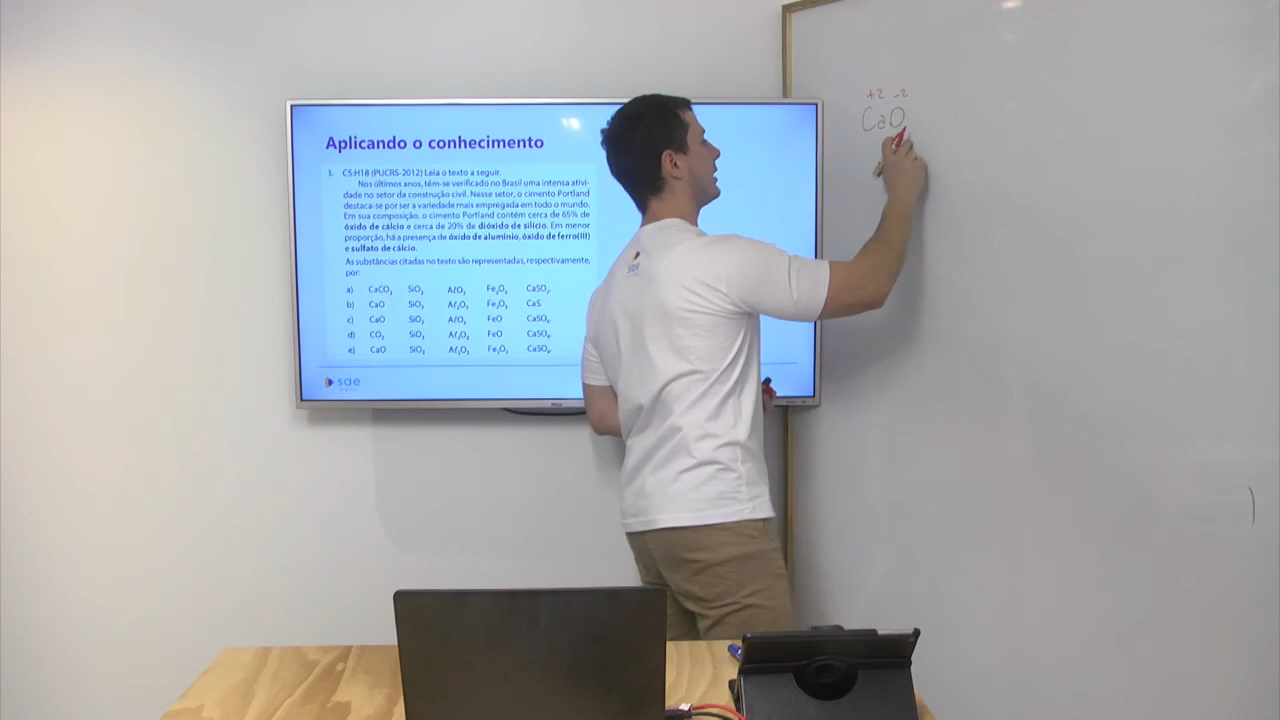 Aplicando o conhecimento
3. C5:H18 (PUCRS-2012) Leia o texto a seguir.
Nos últimos anos, têm-se verificado no Brasil uma intensa ativi-
dade no setor da construção civil. Nesse setor, o cimento Portland
destaca-se por ser a variedade mais empregada em todo o mundo.
Em sua composição, o cimento Portland contém cerca de 65% de
óxido de cálcio e cerca de 20% de dióxido de silício. Em menor
proporção, há a presença de óxido de alumínio, óxido de ferro(III)
e sulfato de cálcio.
As substâncias citadas no texto são representadas, respectivamente,
por:
a) CaCO₃ SiO₂ AℓO₃ Fe₂O₃ CaSO₃.
b) CaO SiO₂ Aℓ₂O₃ Fe₂O₃ CaS.
c) CaO SiO₂ AℓO₃ FeO CaSO₄.
d) CO₂ SiO₂ Aℓ₂O₃ FeO CaSO₄.
e) CaO SiO₂ Aℓ₂O₃ Fe₂O₃ CaSO₄.
sae
+2 -2
CaO